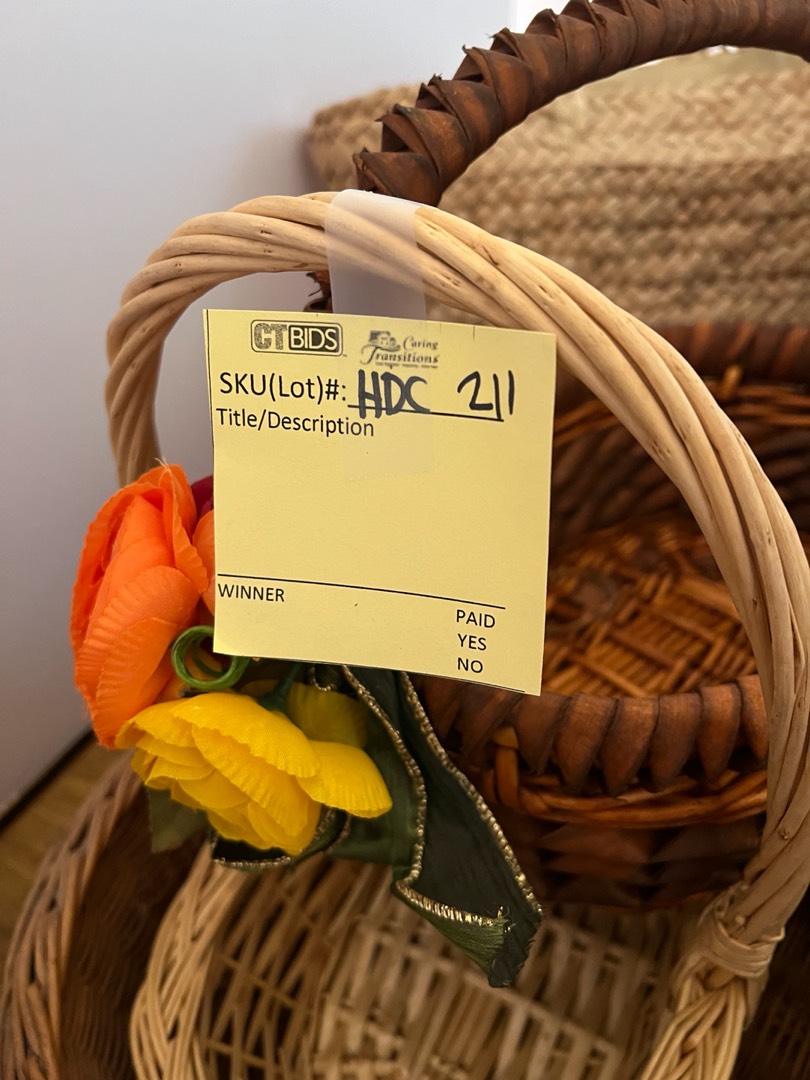 CTBIDS
Caring
Transitions
SKU(Lot)#: HDC 211
Title/Description
WINNER
PAID
YES
NO